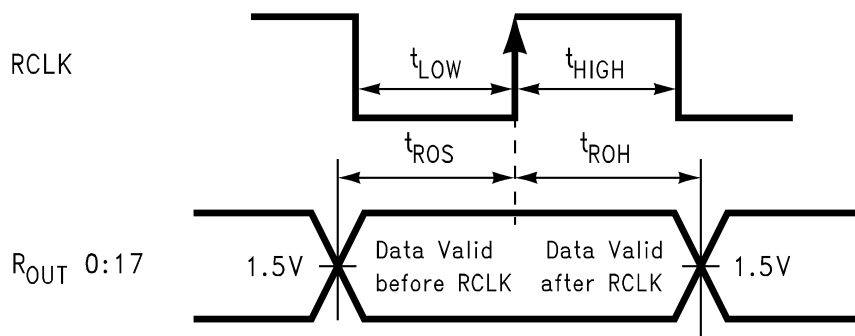 RCLK
tLOW
tHIGH
tROS
tROH
ROUT 0:17
1.5V
Data Valid
before RCLK
Data Valid
after RCLK
1.5V